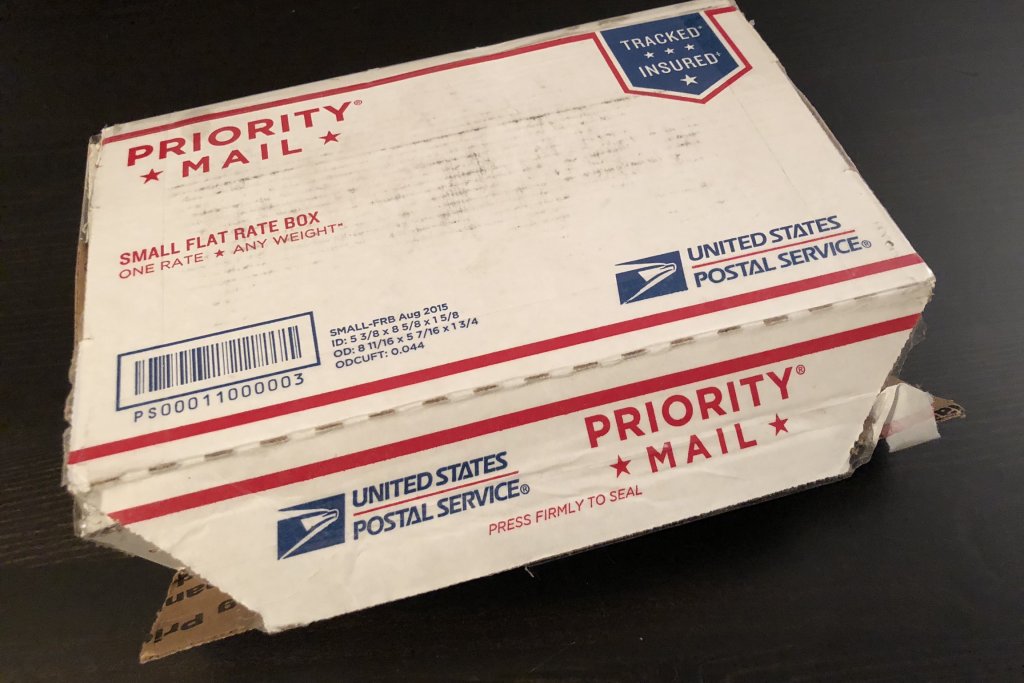 TRACKED+
INSURED+
PRIORITY®
★ MAIL ★
SMALL FLAT RATE BOX
ONE RATE ★ ANY WEIGHT
UNITED STATES
POSTAL SERVICE®
SMALL-FRB Aug 2015
ID: 5 3/8 x 8 5/8 x 1 5/8
OD: 8 11/16 x 5 7/16 x 1 3/4
ODCUFT: 0.044
PS00011000003
PRIORITY®
★ MAIL ★
UNITED STATES
POSTAL SERVICE®
PRESS FIRMLY TO SEAL